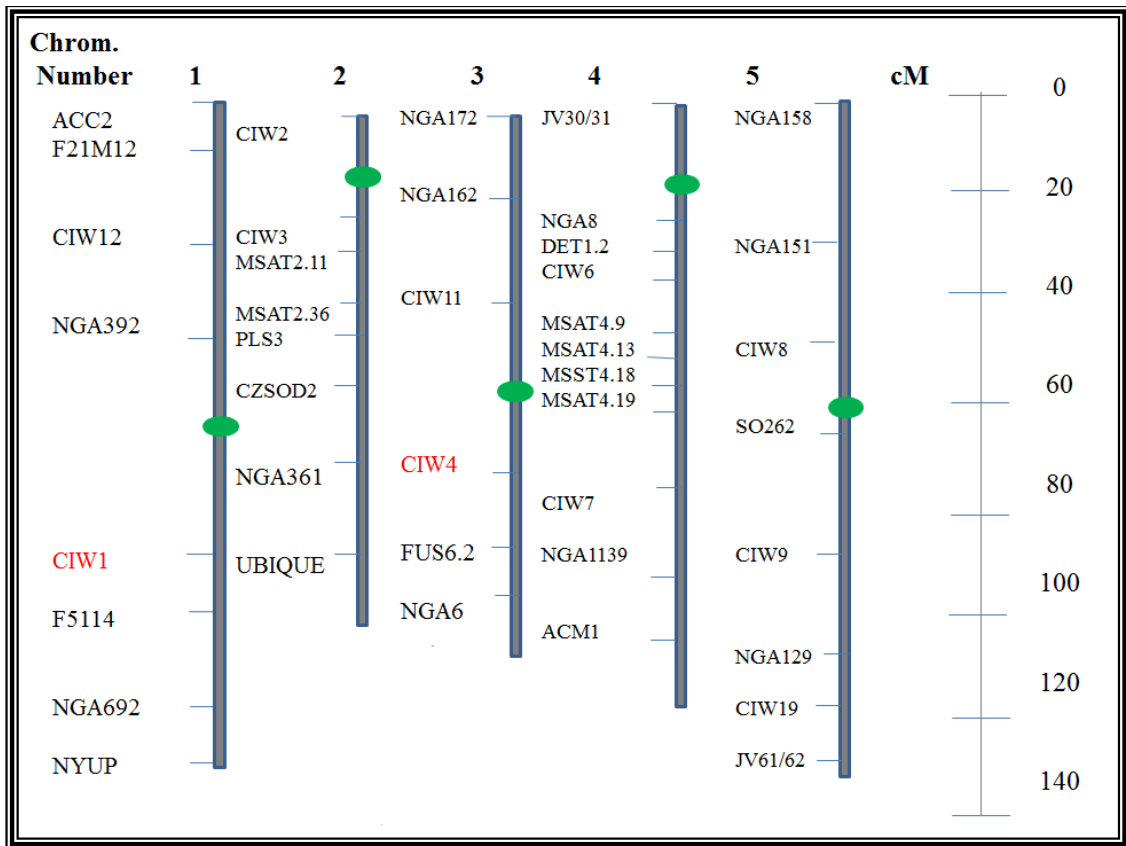 Chrom.
Number 1 2 3 4 5 cM
ACC2
F21M12
CIW12
NGA392
CIW1
F5114
NGA692
NYUP
CIW2
CIW3
MSAT2.11
MSAT2.36
PLS3
CZSOD2
NGA361
UBIQUE
NGA172
NGA162
CIW11
CIW4
FUS6.2
NGA6
JV30/31
NGA8
DET1.2
CIW6
MSAT4.9
MSAT4.13
MSST4.18
MSAT4.19
CIW7
NGA1139
ACM1
NGA158
NGA151
CIW8
SO262
CIW9
NGA129
CIW19
JV61/62
0
20
40
60
80
100
120
140